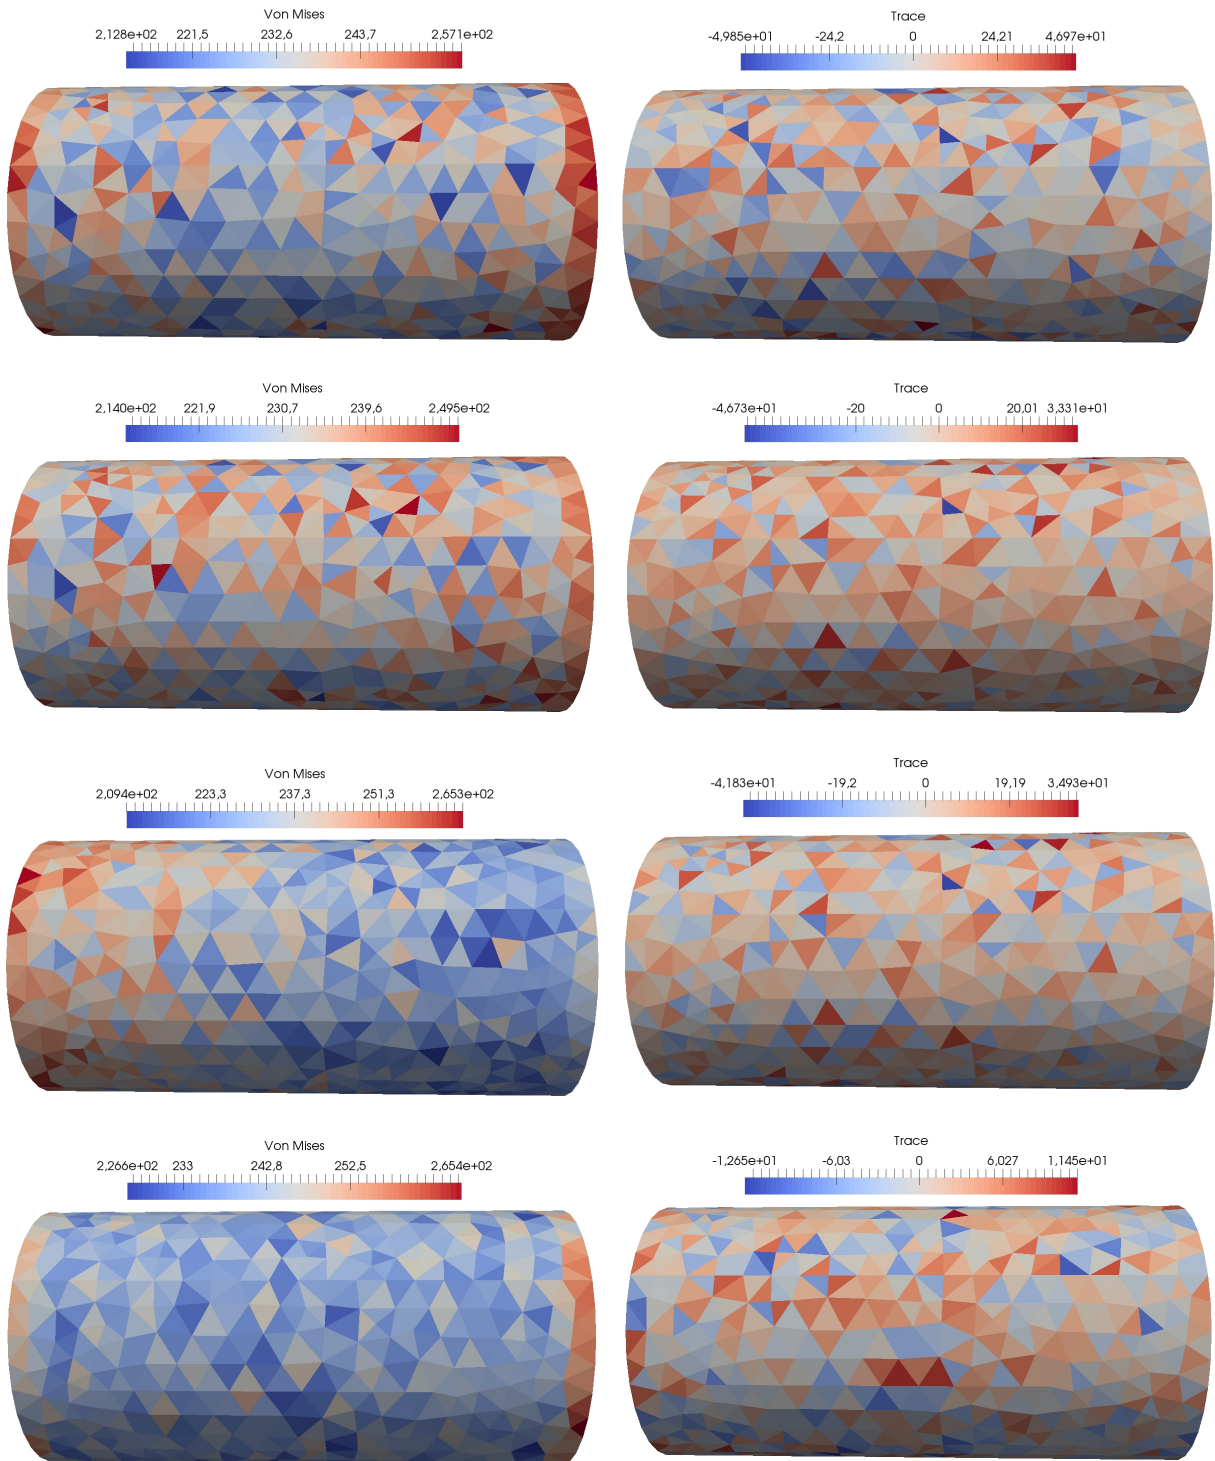 Von Mises
2,128e+02 221,5 232,6 243,7 2,571e+02
Trace
-4,985e+01 -24,2 0 24,21 4,697e+01
Von Mises
2,140e+02 221,9 230,7 239,6 2,495e+02
Trace
-4,673e+01 -20 0 20,01 3,331e+01
Von Mises
2,094e+02 223,3 237,3 251,3 2,653e+02
Trace
-4,183e+01 -19,2 0 19,19 3,493e+01
Von Mises
2,266e+02 233 242,8 252,5 2,654e+02
Trace
-1,265e+01 -6,03 0 6,027 1,145e+01